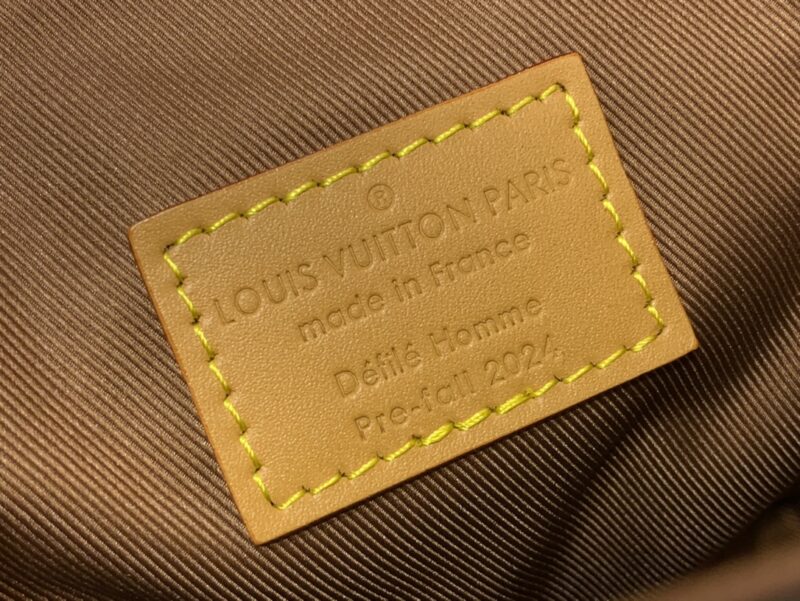 ®
LOUIS VUITTON PARIS
made in France
Défilé Homme
Pre-fall 2024